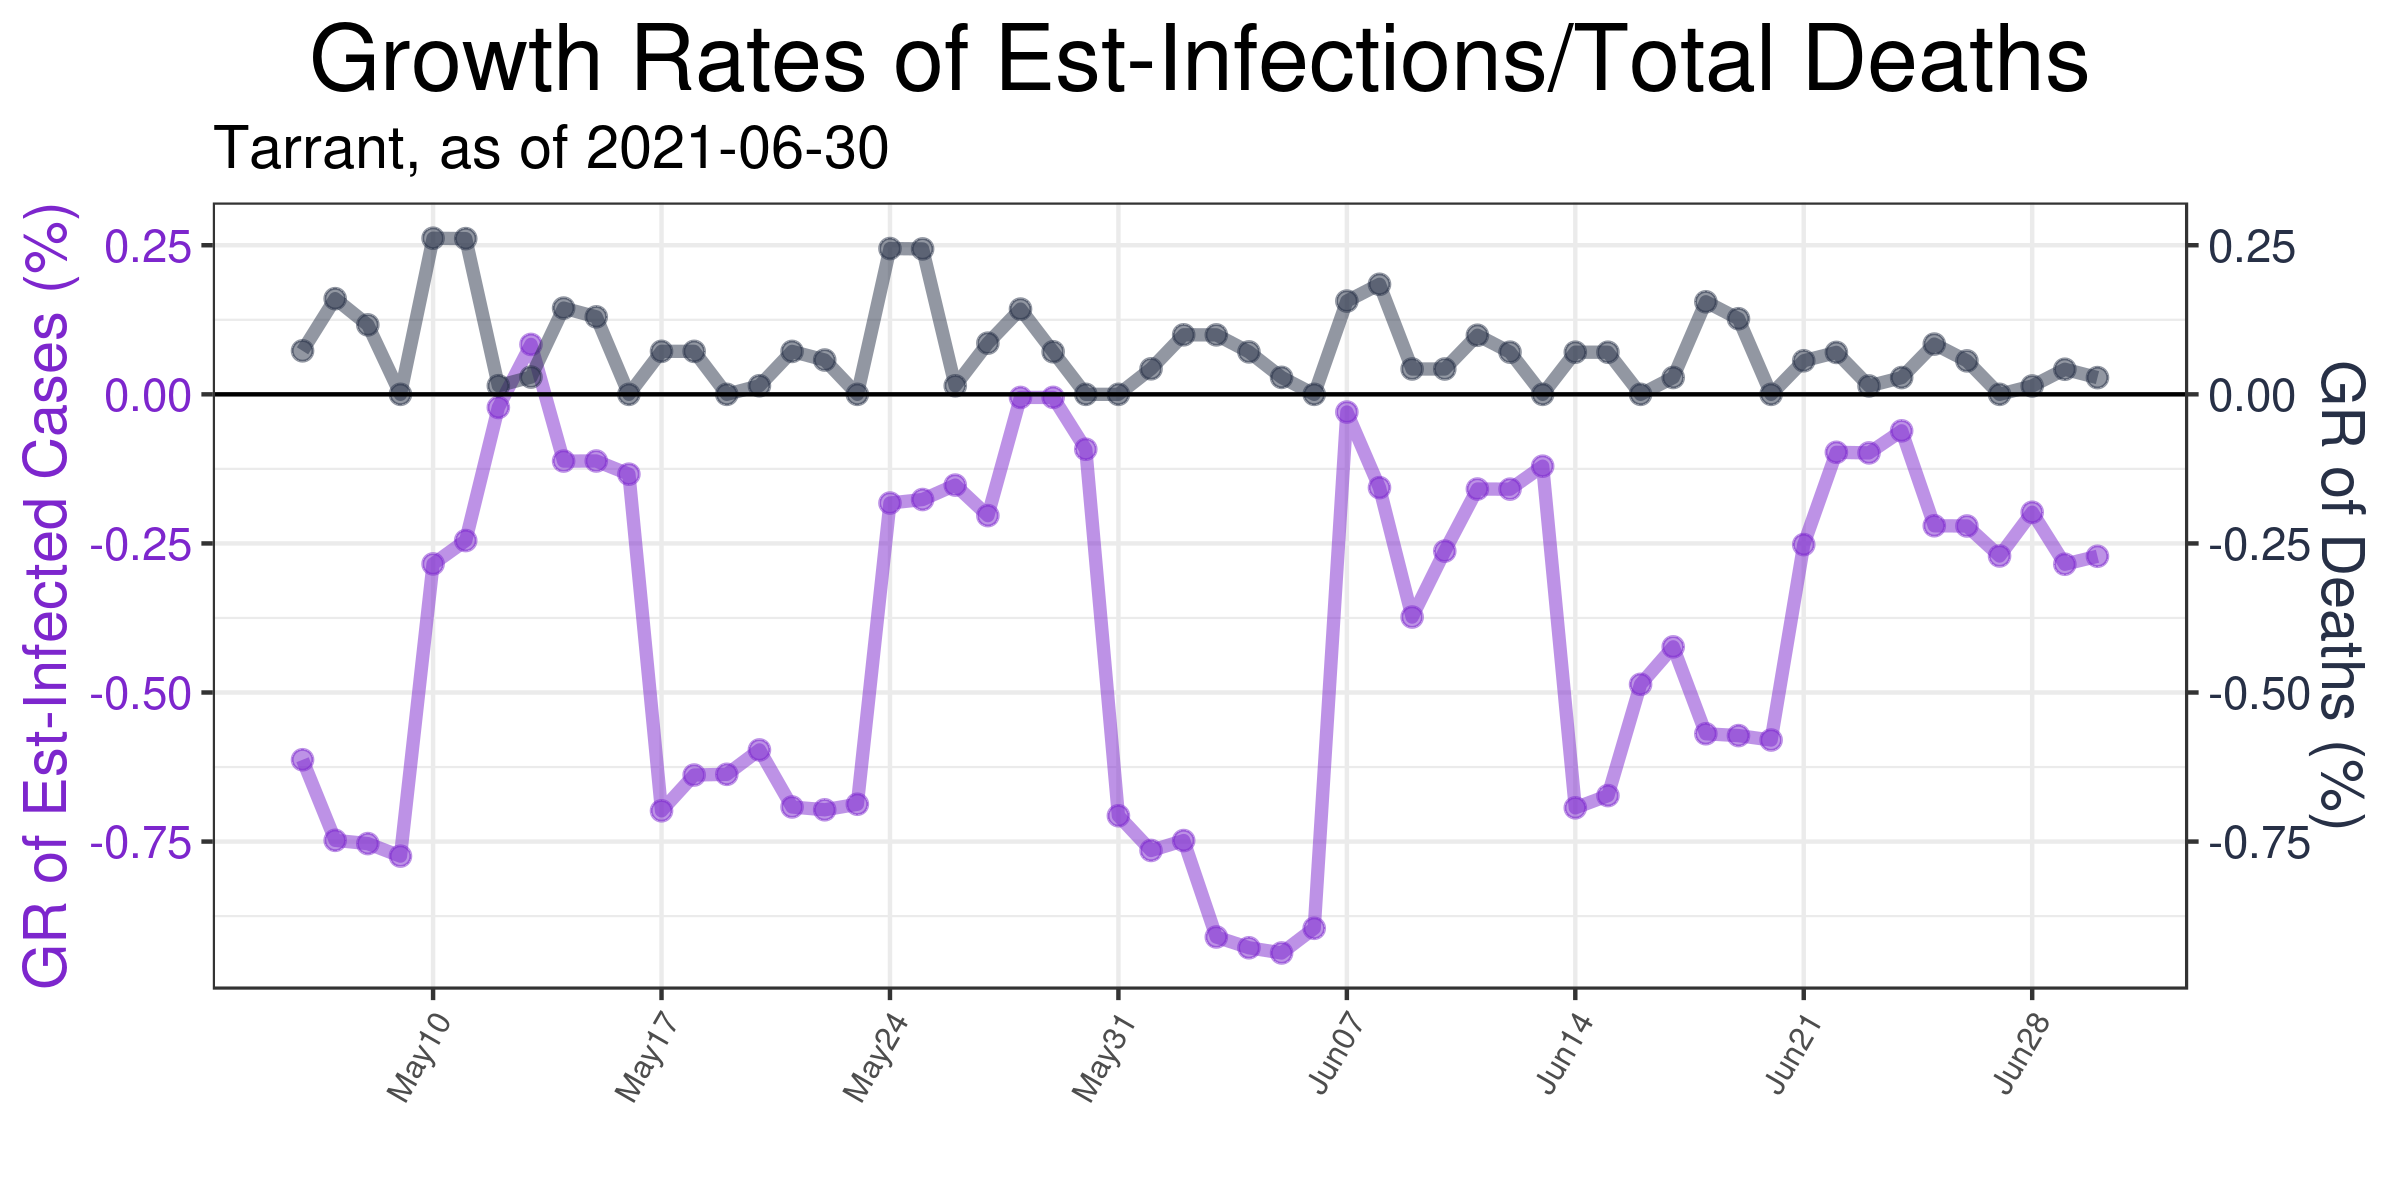 Growth Rates of Est-Infections/Total Deaths
Tarrant, as of 2021-06-30
GR of Est-Infected Cases (%)
0.25
0.00
-0.25
-0.50
-0.75
0.25
0.00
-0.25
-0.50
-0.75
GR of Deaths (%)
May10
May17
May24
May31
Jun07
Jun14
Jun21
Jun28